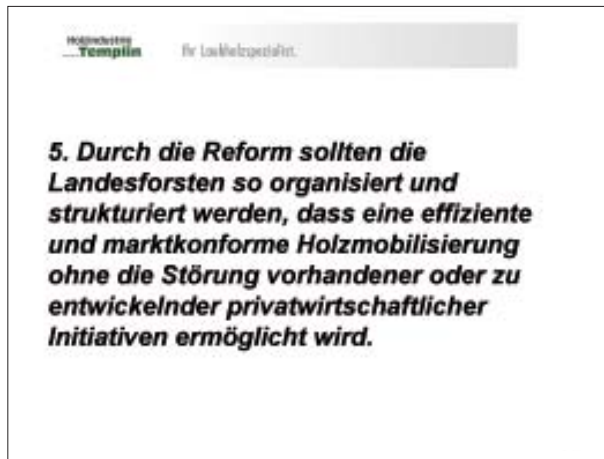 Holzindustrie
Templin
Ihr Laubholzspezialist.
5. Durch die Reform sollten die
Landesforsten so organisiert und
strukturiert werden, dass eine effiziente
und marktkonforme Holzmobilisierung
ohne die Störung vorhandener oder zu
entwickelnder privatwirtschaftlicher
Initiativen ermöglicht wird.